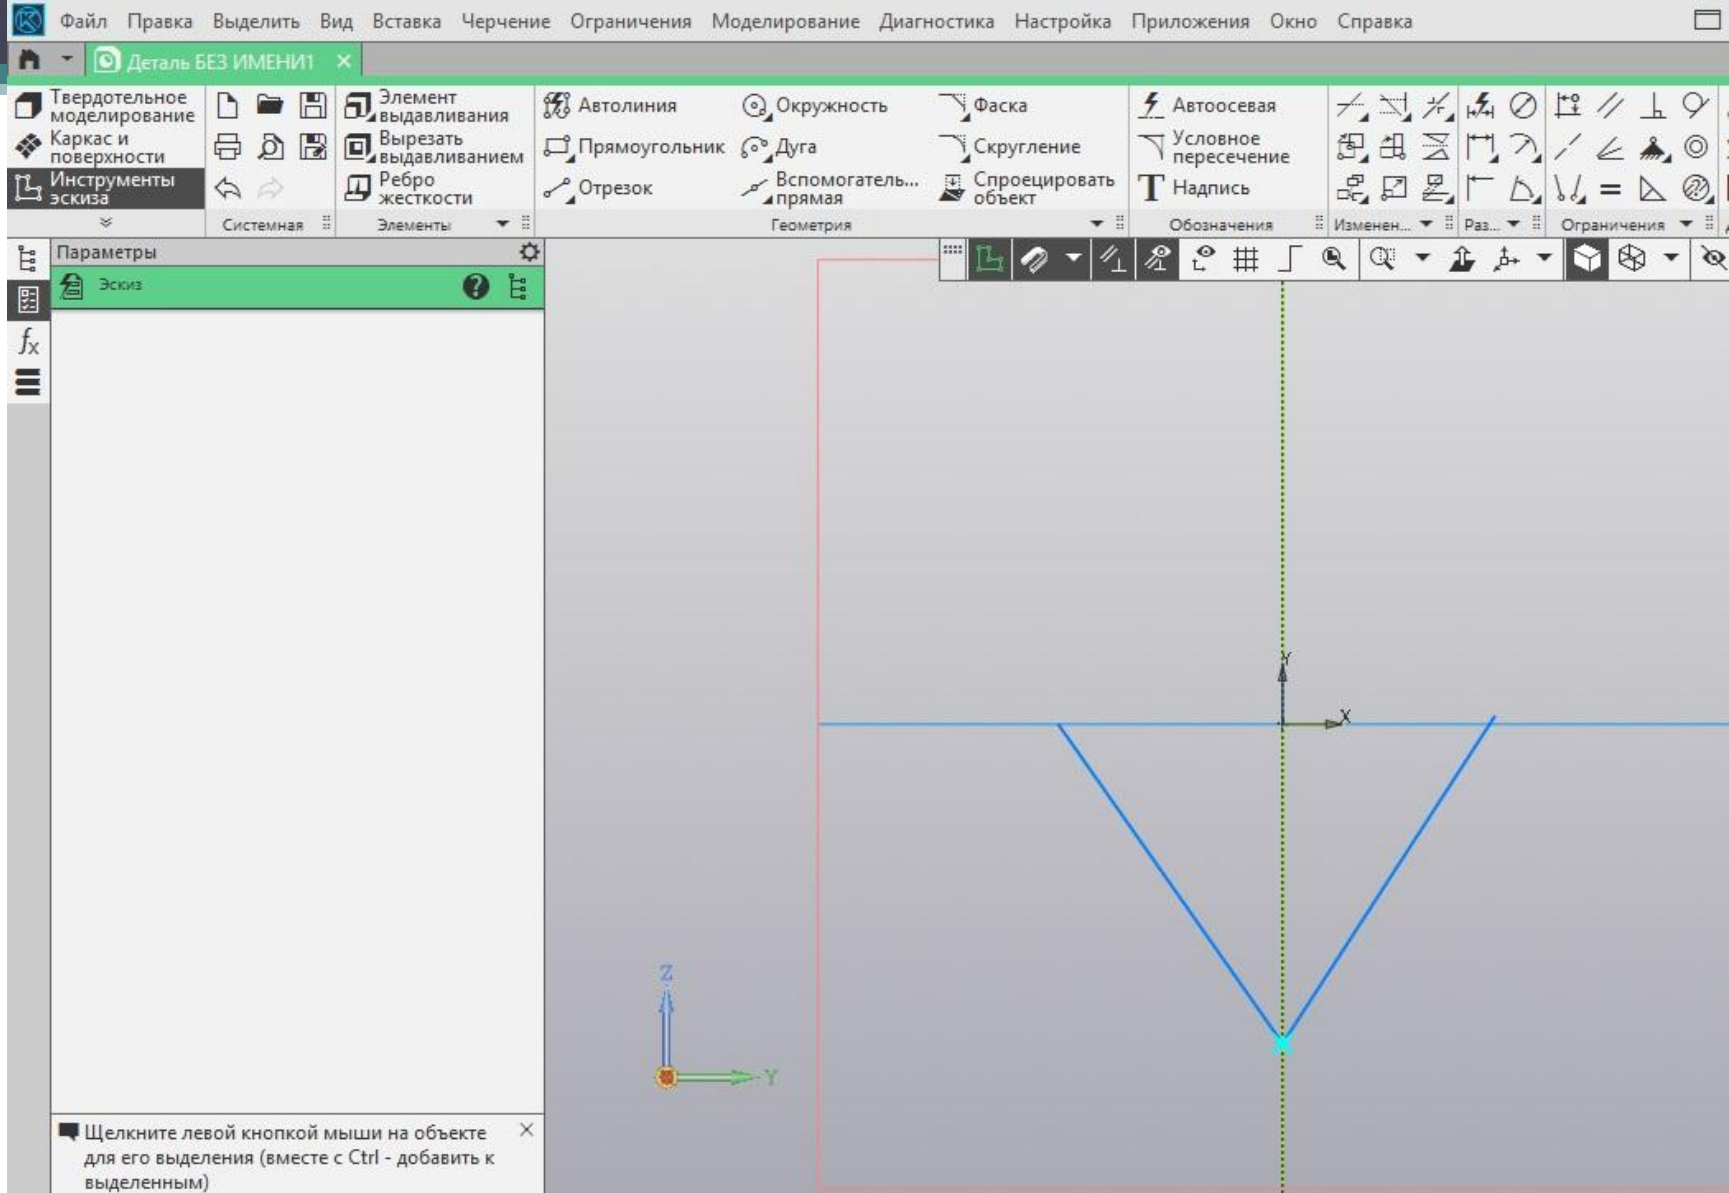 Файл Правка Выделить Вид Вставка Черчение Ограничения Моделирование Диагностика Настройка Приложения Окно Справка
Деталь БЕЗ ИМЕНИ1
Твердотельное
моделирование
Каркас и
поверхности
Инструменты
эскиза
Системная
Элемент
выдавливания
Вырезать
выдавливанием
Ребро
жесткости
Элементы
Автолиния
Прямоугольник
Отрезок
Окружность
Дуга
Вспомогатель...
прямая
Фаска
Скругление
Спроецировать
объект
Геометрия
Автоосевая
Условное
пересечение
Надпись
Обозначения
Изменен...
Раз...
Ограничения
Параметры
Эскиз
fx
Y
X
Z
Y
Щелкните левой кнопкой мыши на объекте
для его выделения (вместе с Ctrl - добавить к
выделенным)